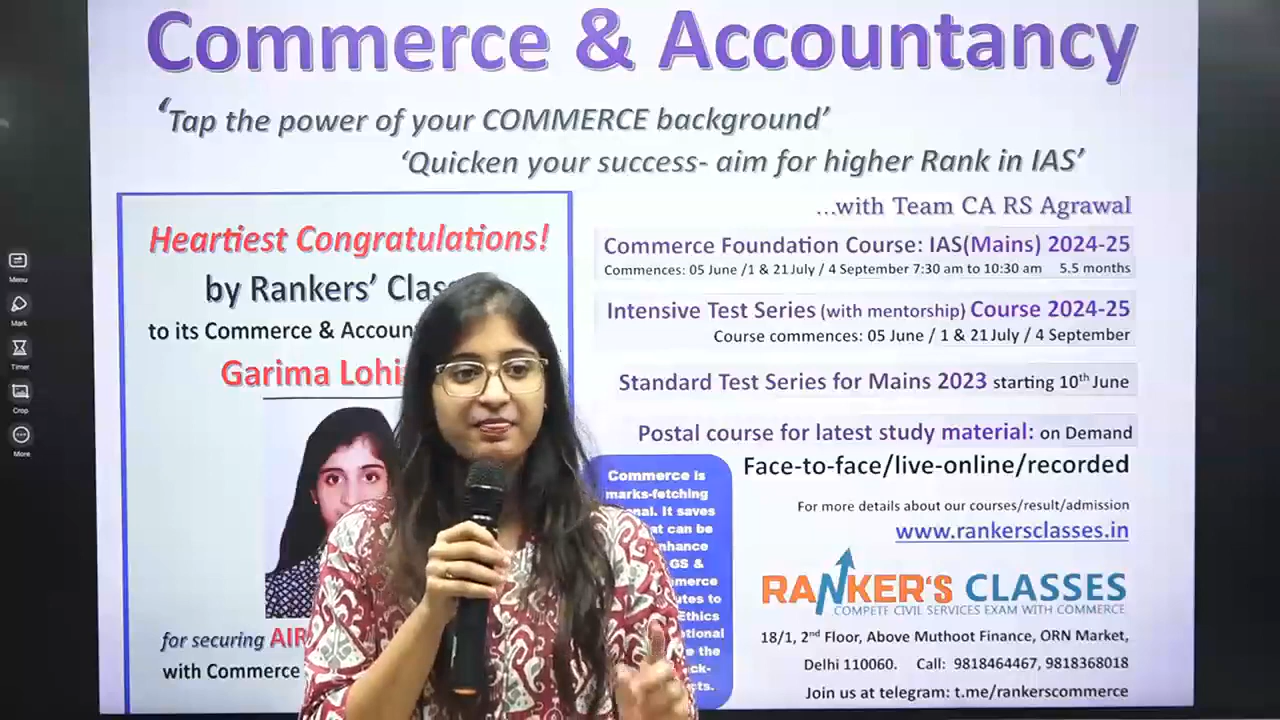 Commerce & Accountancy
‘Tap the power of your COMMERCE background’
‘Quicken your success- aim for higher Rank in IAS’
...with Team CA RS Agrawal
Heartiest Congratulations!
by Rankers’
to its Commerce &
Garima
for securing AIR
with Commerce
Commerce Foundation Course: IAS(Mains) 2024-25
Commences: 05 June /1 & 21 July / 4 September 7:30 am to 10:30 am 5.5 months
Intensive Test Series (with mentorship) Course 2024-25
Course commences: 05 June / 1 & 21 July / 4 September
Standard Test Series for Mains 2023 starting 10th June
Postal course for latest study material: on Demand
Face-to-face/live-online/recorded
For more details about our courses/result/admission
www.rankersclasses.in
Commerce is
marks-fetching
It saves
at can be
GS &
to
Ethics
the
RANKER‘S CLASSES
COMPETE CIVIL SERVICES EXAM WITH COMMERCE
18/1, 2nd Floor, Above Muthoot Finance, ORN Market,
Delhi 110060. Call: 9818464467, 9818368018
Join us at telegram: t.me/rankerscommerce
Menu
Mark
Timer
Crop
More